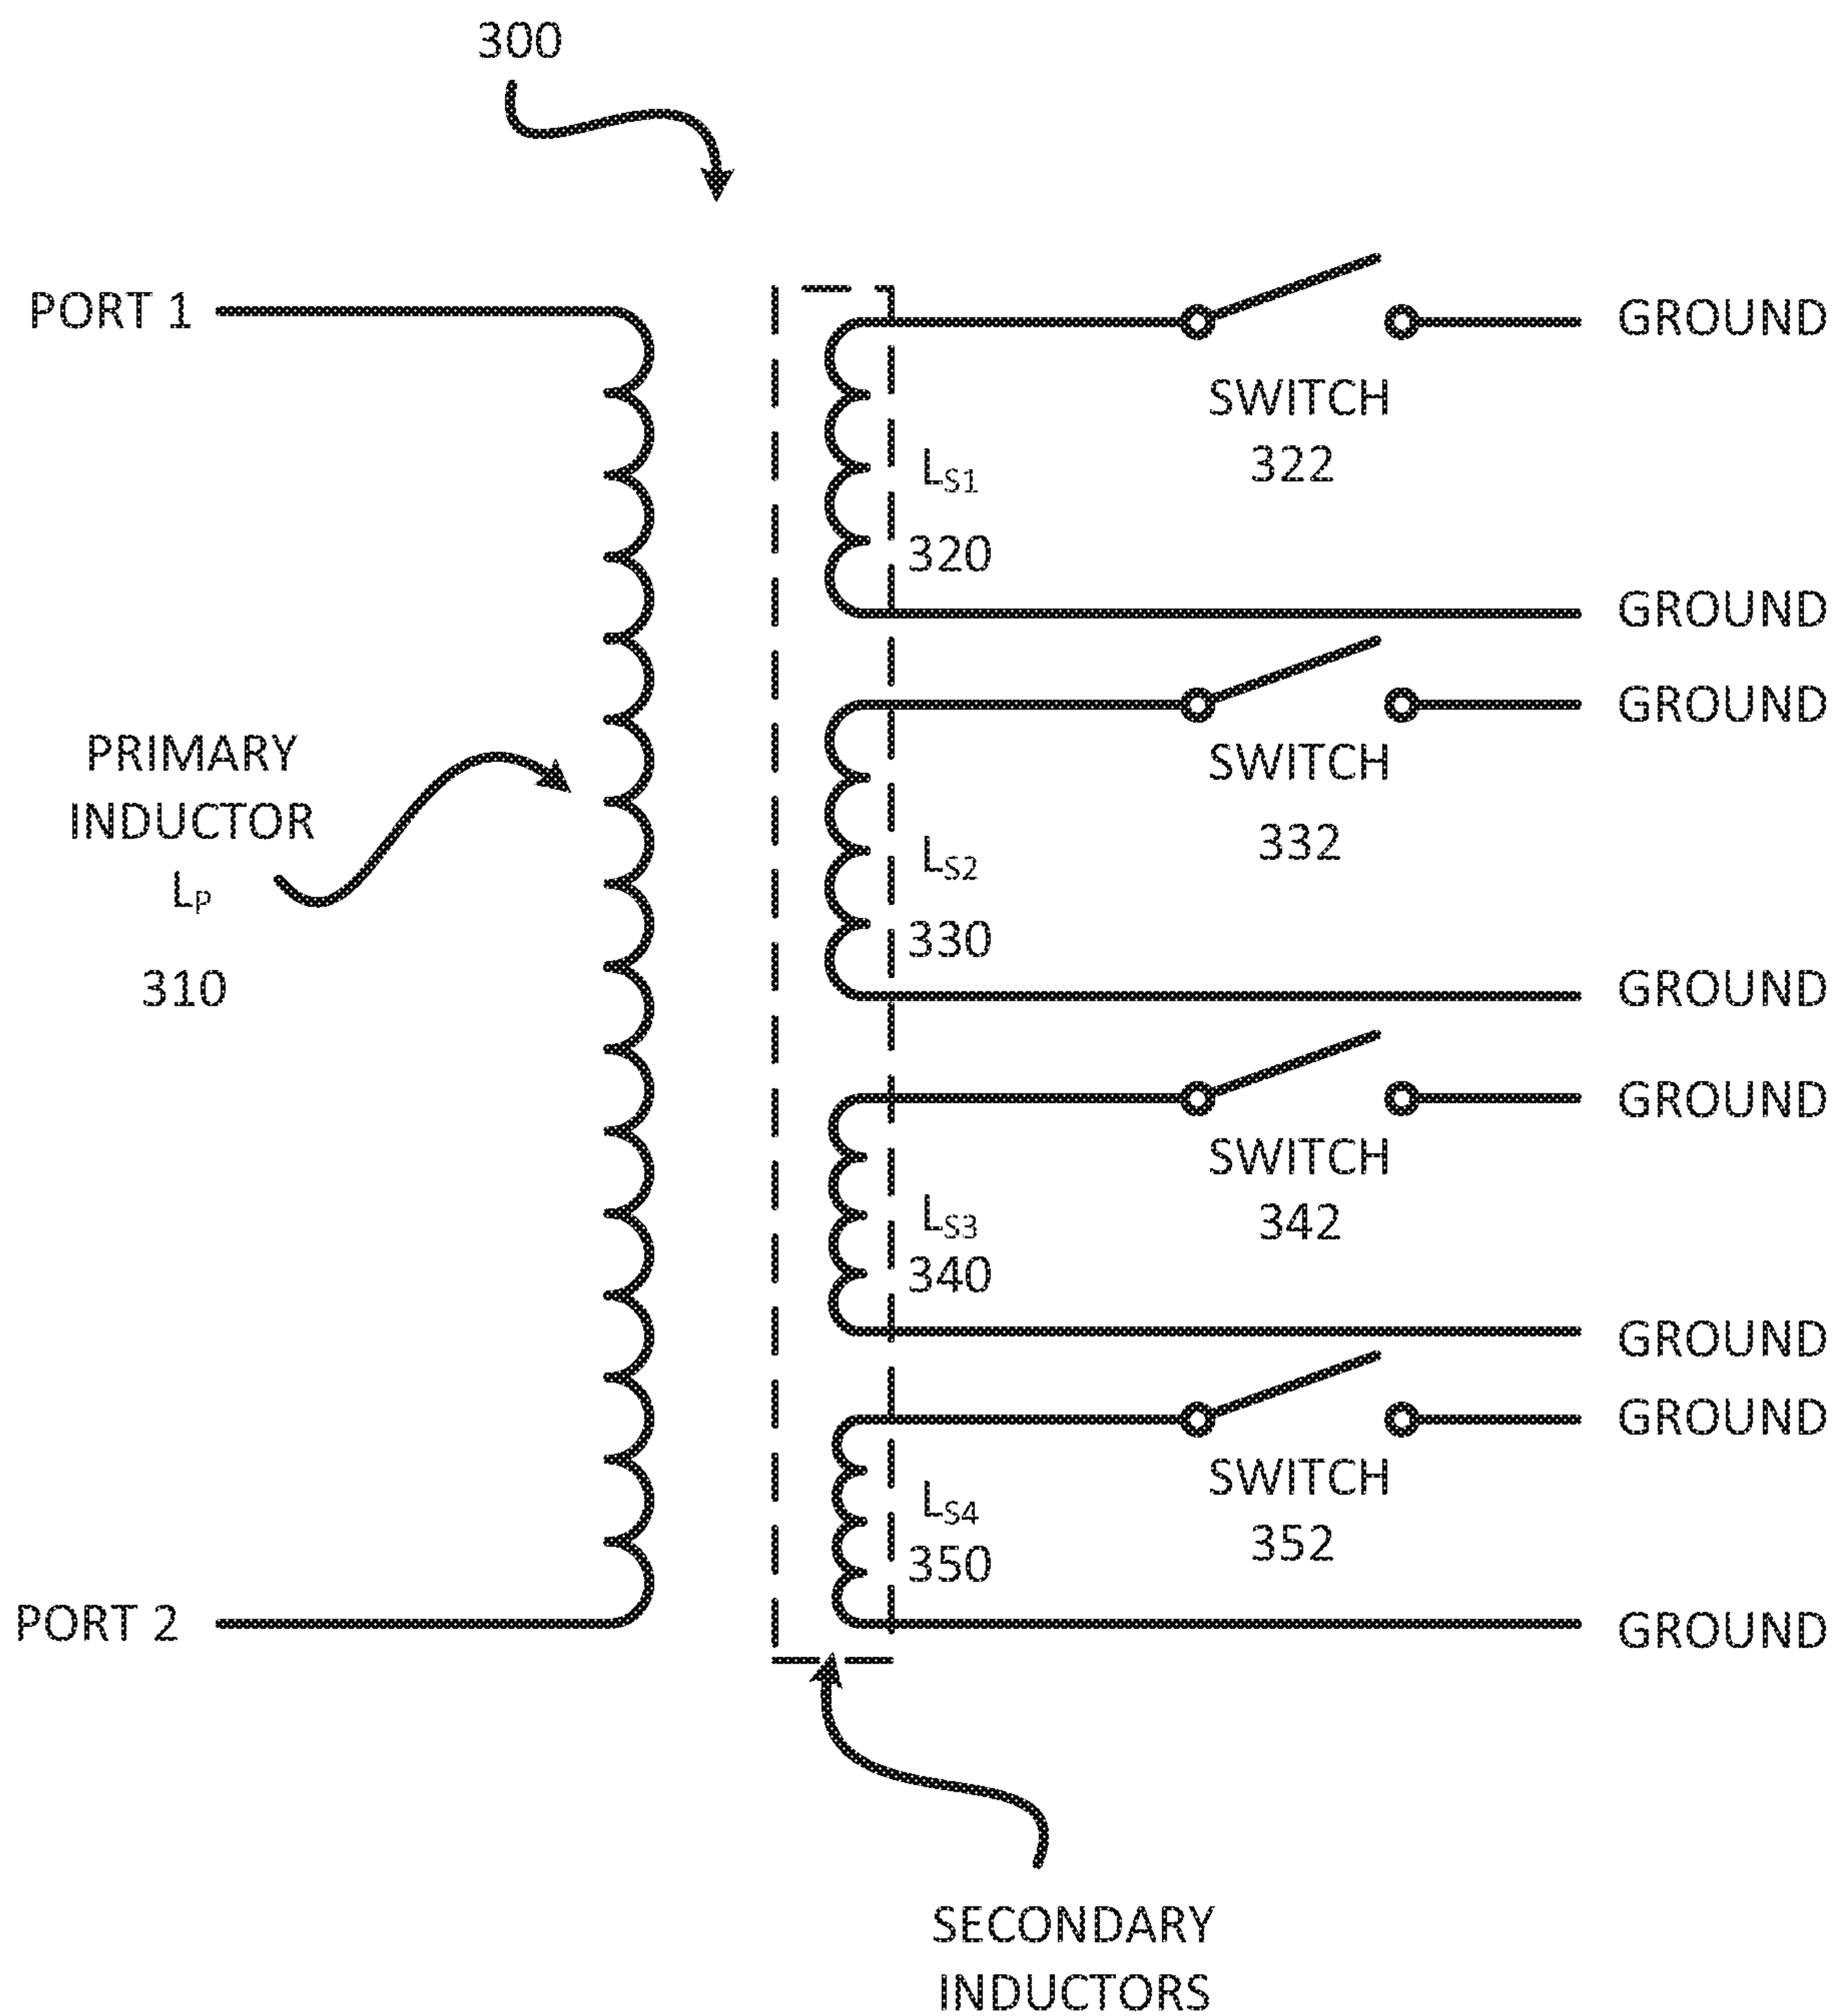 300
PORT 1
GROUND
SWITCH
322
LS1
320
GROUND
GROUND
SWITCH
332
PRIMARY
INDUCTOR
LP
310
LS2
330
GROUND
GROUND
SWITCH
342
LS3
340
GROUND
GROUND
SWITCH
352
LS4
350
PORT 2
GROUND
SECONDARY
INDUCTORS